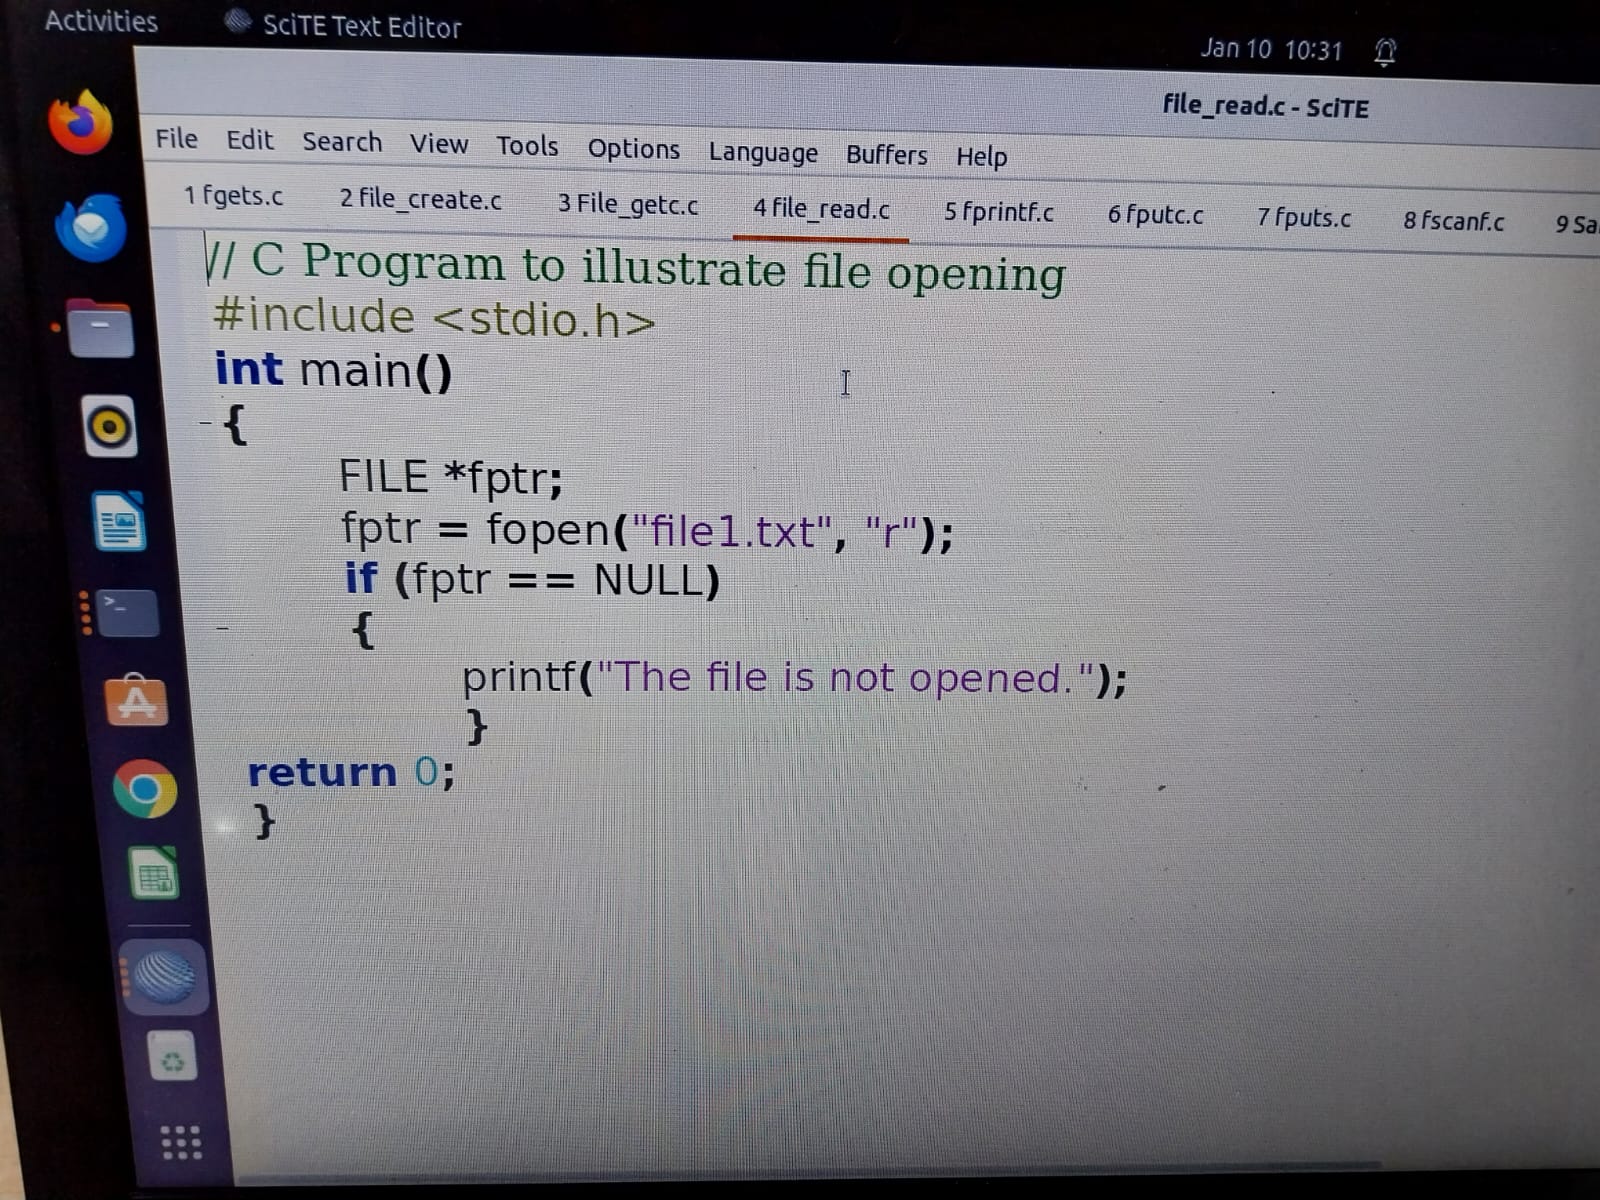 Activities SciTE Text Editor Jan 10 10:31
file_read.c - SciTE
File Edit Search View Tools Options Language Buffers Help
1 fgets.c 2 file_create.c 3 File_getc.c 4 file_read.c 5 fprintf.c 6 fputc.c 7 fputs.c 8 fscanf.c 9 Sa
// C Program to illustrate file opening
#include <stdio.h>
int main()
{
FILE *fptr;
fptr = fopen("file1.txt", "r");
if (fptr == NULL)
{
printf("The file is not opened.");
}
return 0;
}